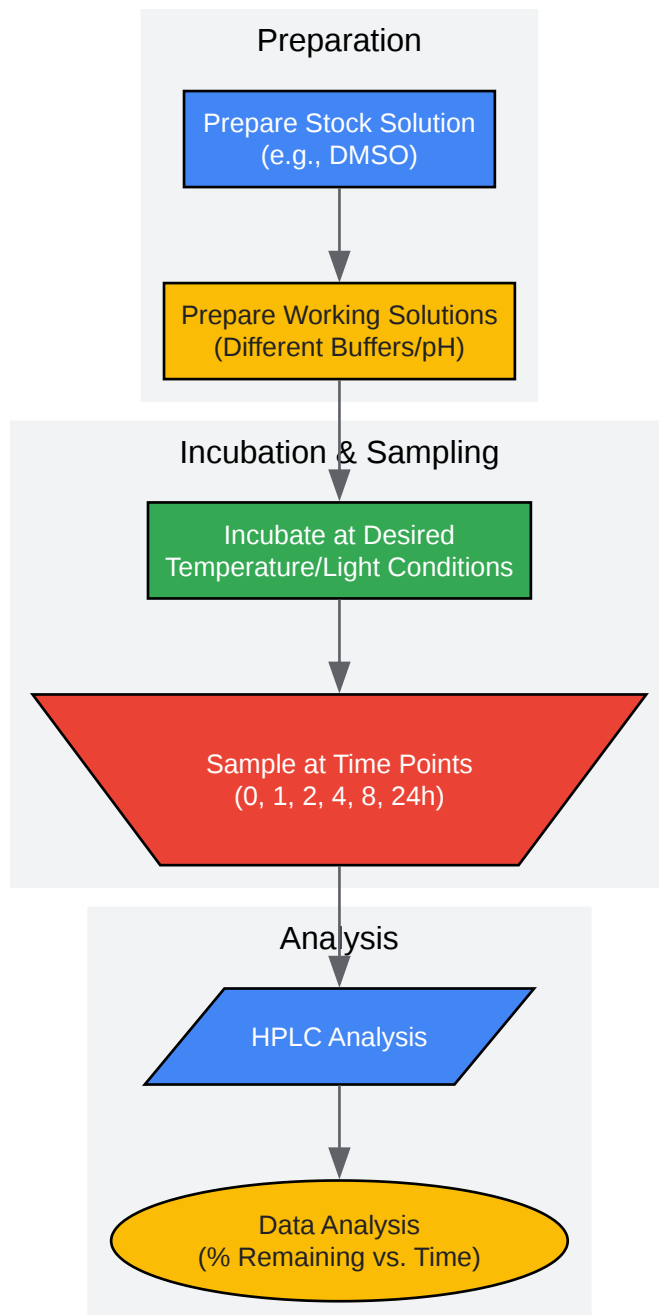 Preparation
Prepare Stock Solution
(e.g., DMSO)
Prepare Working Solutions
(Different Buffers/pH)
Incubation & Sampling
Incubate at Desired
Temperature/Light Conditions
Sample at Time Points
(0, 1, 2, 4, 8, 24h)
Analysis
HPLC Analysis
Data Analysis
(% Remaining vs. Time)